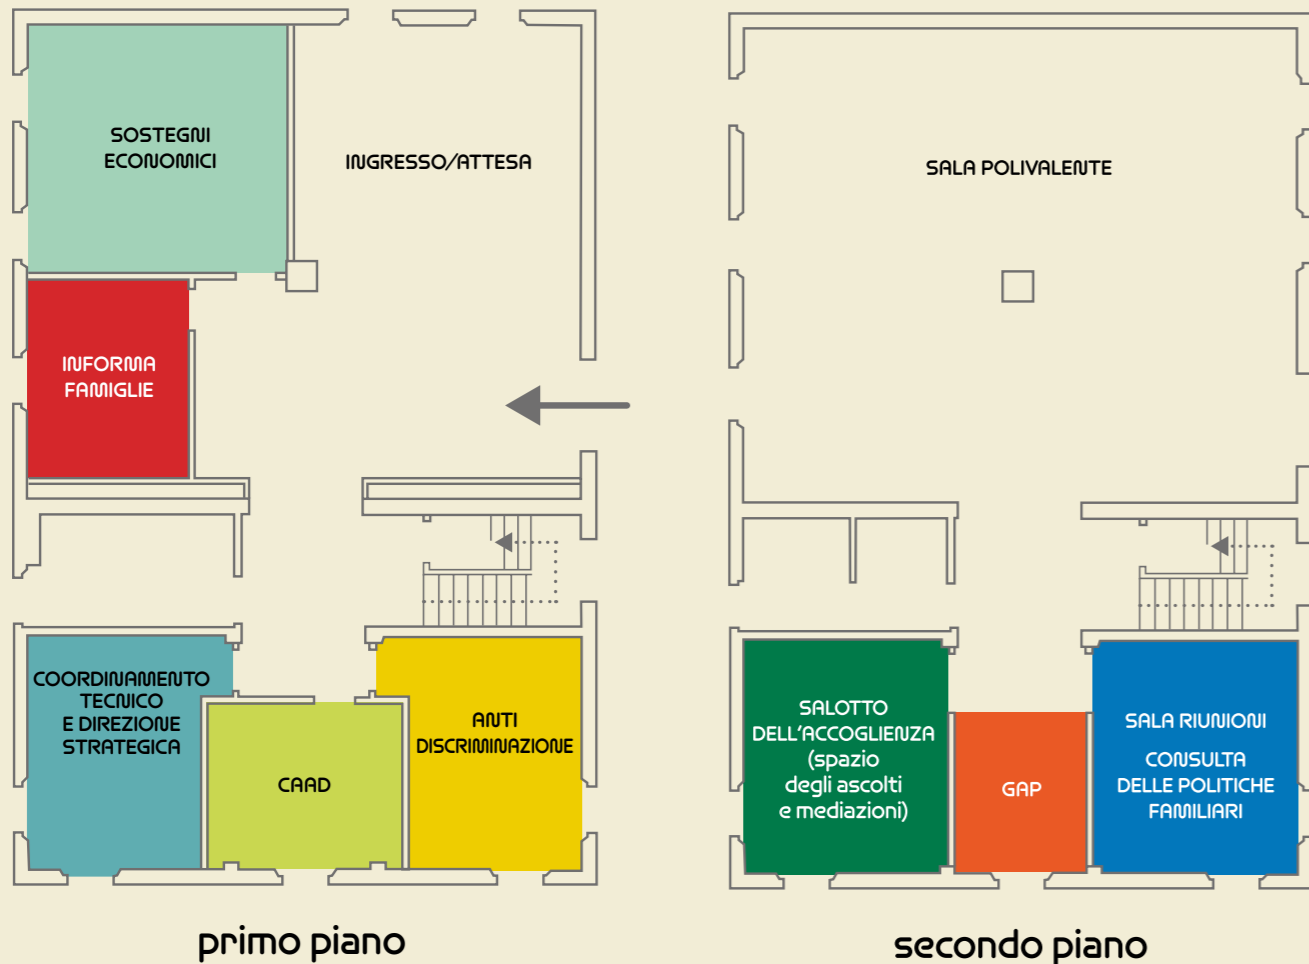 SOSTEGNI
ECONOMICI
INGRESSO/ATTESA
INFORMA
FAMIGLIE
COORDINAMENTO
TECNICO
E DIREZIONE
STRATEGICA
CAAD
ANTI
DISCRIMINAZIONE
primo piano
SALA POLIVALENTE
SALOTTO
DELL'ACCOGLIENZA
(spazio
degli ascolti
e mediazioni)
GAP
SALA RIUNIONI
CONSULTA
DELLE POLITICHE
FAMILIARI
secondo piano